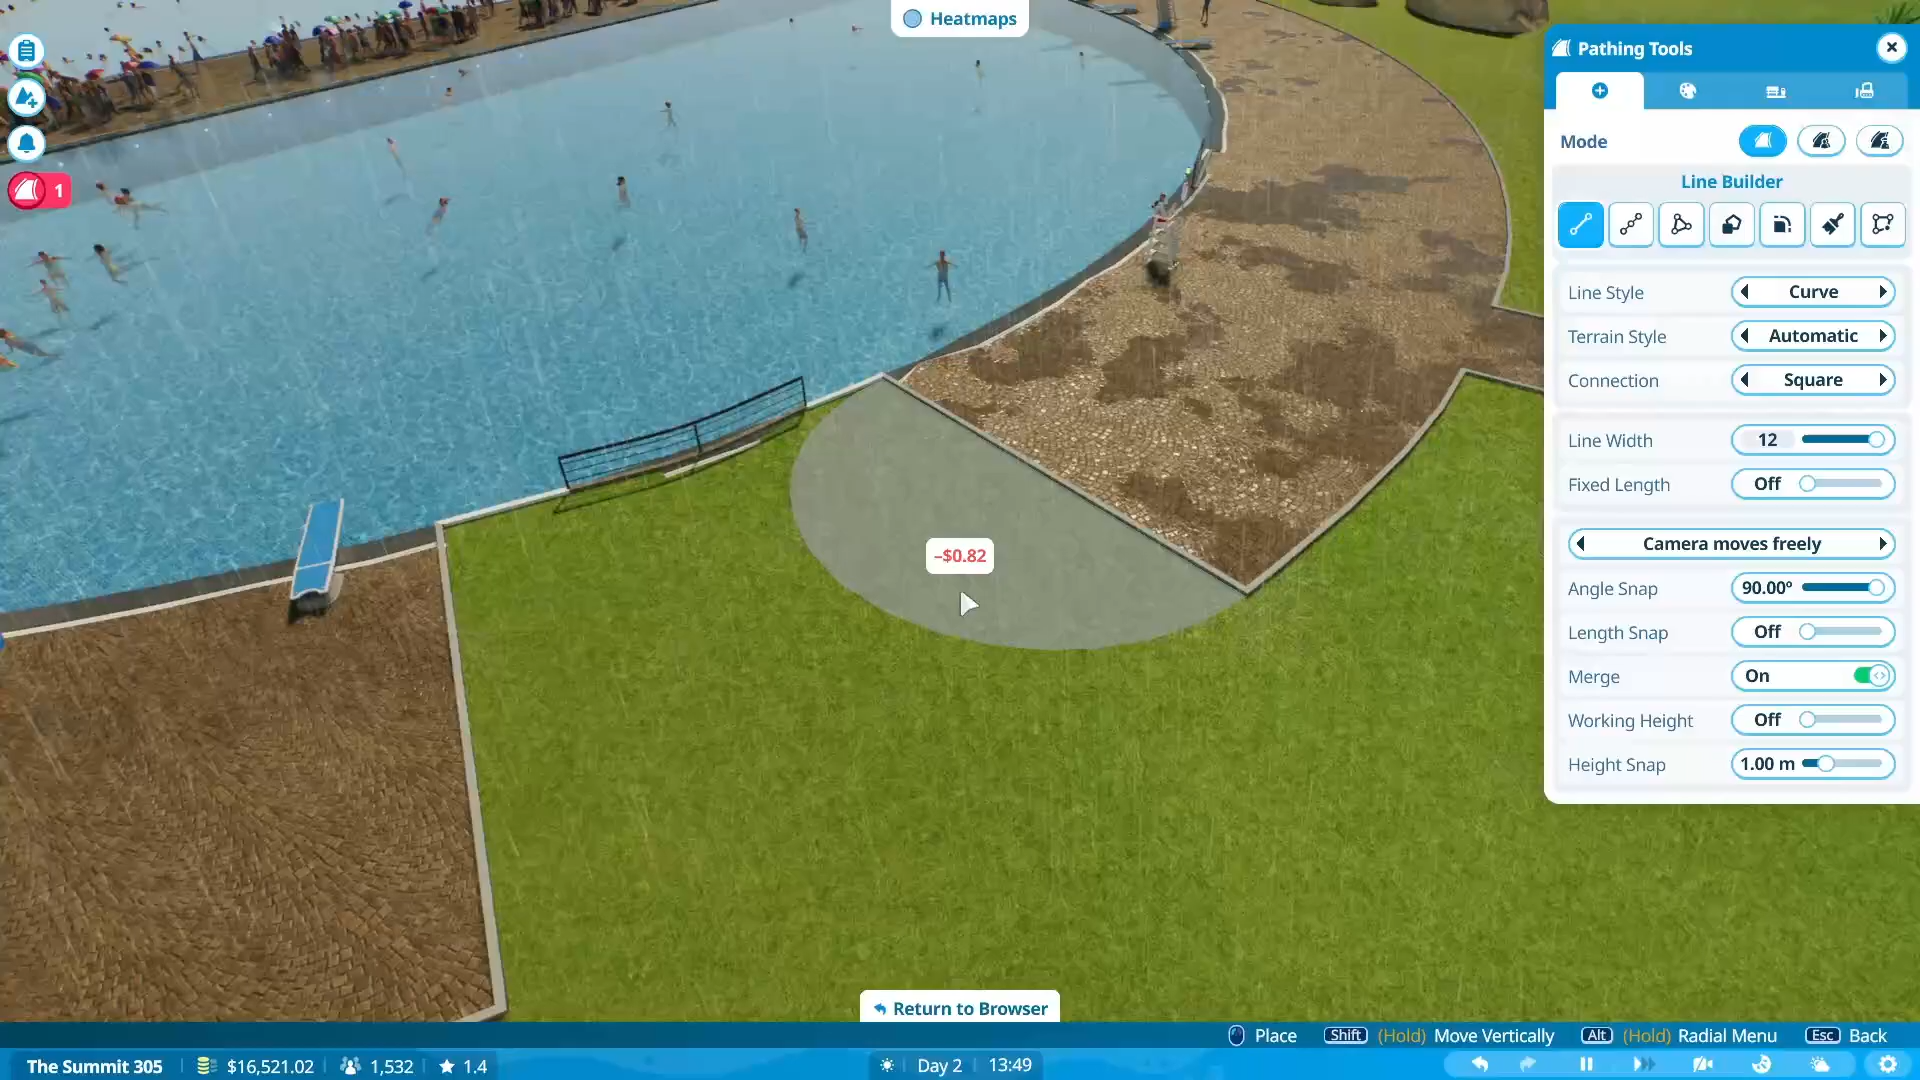 Heatmaps
1
Pathing Tools
Mode
Line Builder
Line Style Curve
Terrain Style Automatic
Connection Square
Line Width 12
Fixed Length Off
Camera moves freely
Angle Snap 90.00°
Length Snap Off
Merge On
Working Height Off
Height Snap 1.00 m
–$0.82
Return to Browser
Place Shift (Hold) Move Vertically Alt (Hold) Radial Menu Esc Back
The Summit 305 $16,521.02 1,532 1.4 Day 2 13:49